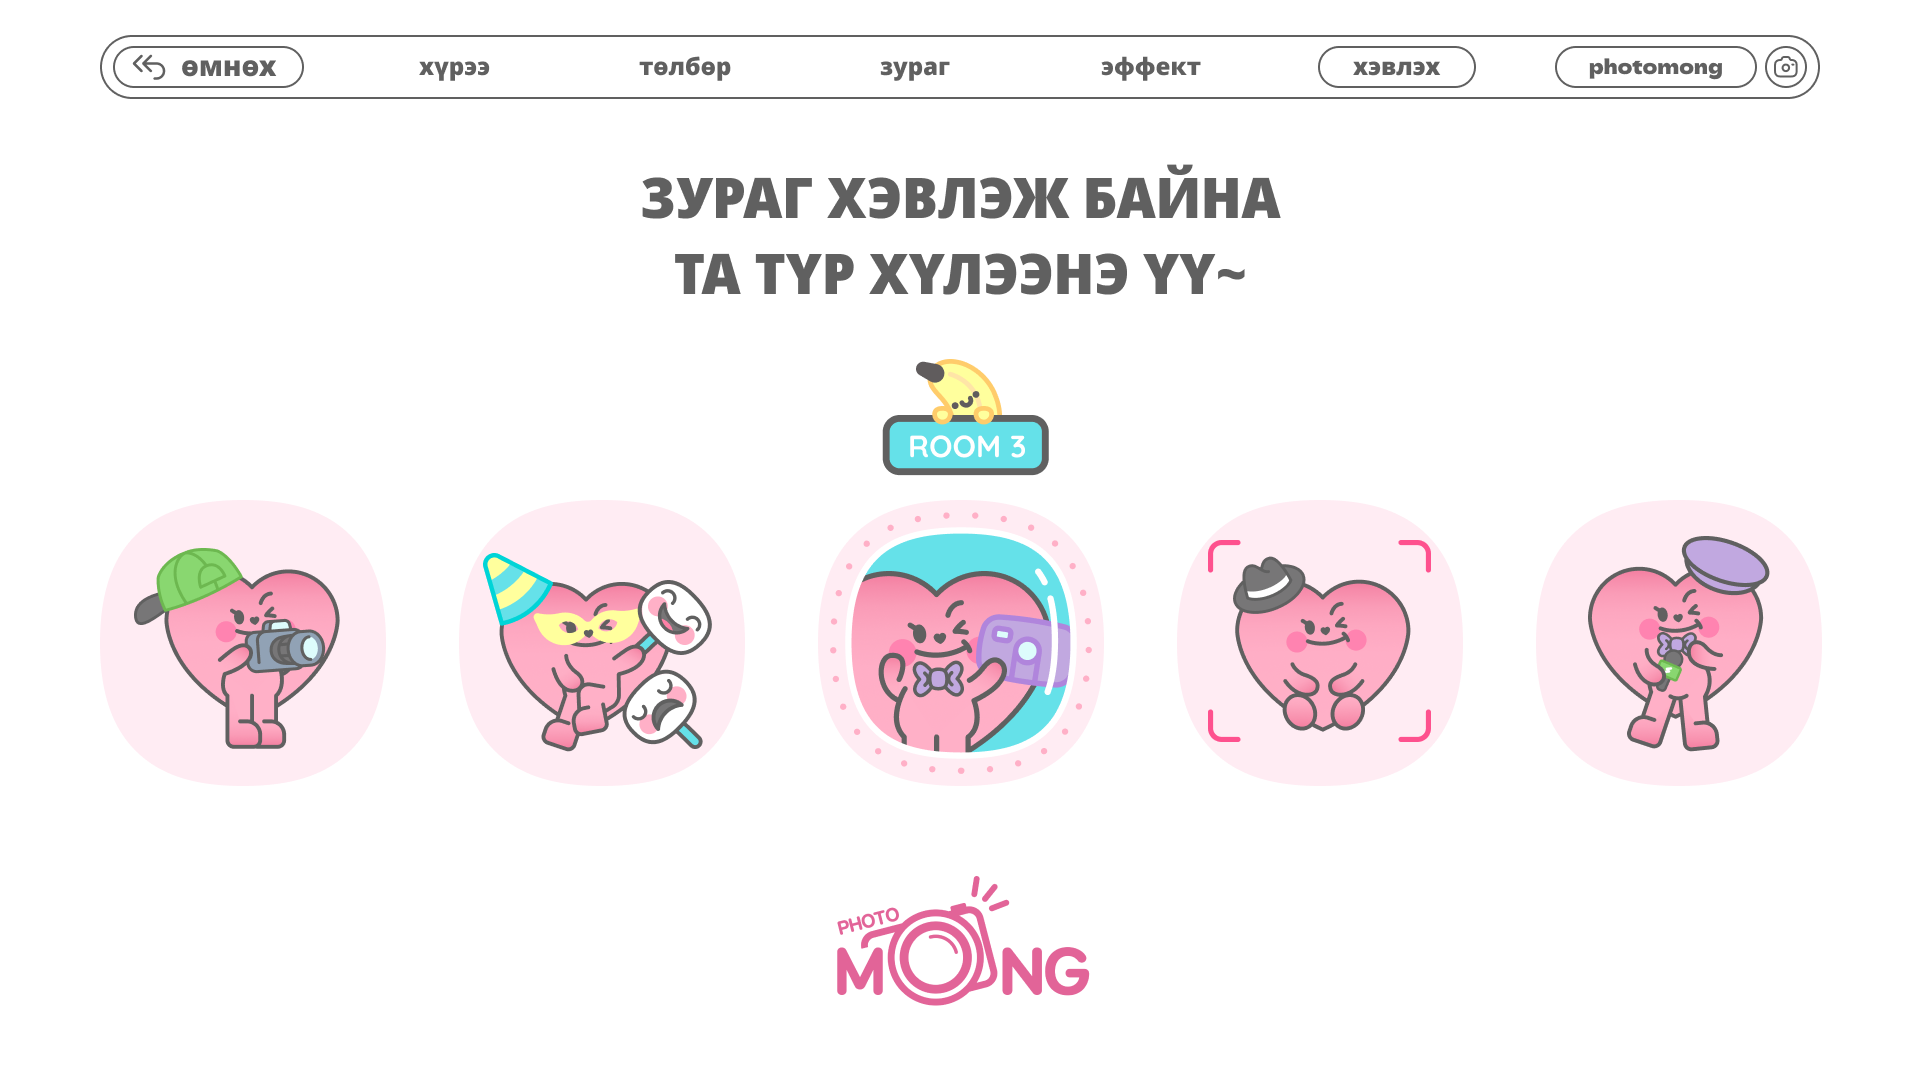 өмнөх
хүрээ
төлбөр
зураг
эффект
хэвлэх
photomong
ЗУРАГ ХЭВЛЭЖ БАЙНА
ТА ТҮР ХҮЛЭЭНЭ ҮҮ~
ROOM 3
PHOTO
MONG